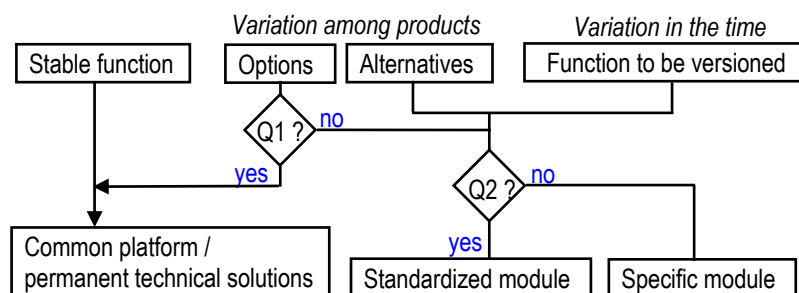 Variation among products
Variation in the time
Stable function
Options
Alternatives
Function to be versioned
Q1 ?
no
yes
Q2 ?
no
yes
Common platform /
permanent technical solutions
Standardized module
Specific module